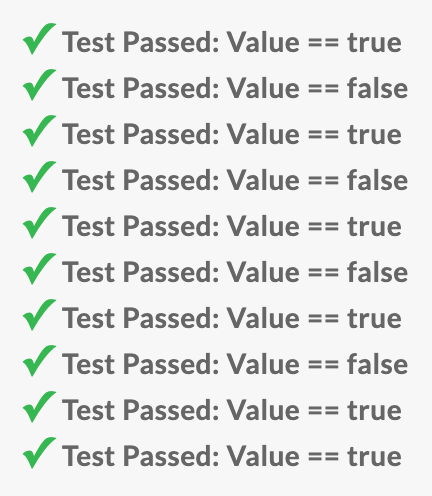 Test Passed: Value == true
Test Passed: Value == false
Test Passed: Value == true
Test Passed: Value == false
Test Passed: Value == true
Test Passed: Value == false
Test Passed: Value == true
Test Passed: Value == false
Test Passed: Value == true
Test Passed: Value == true